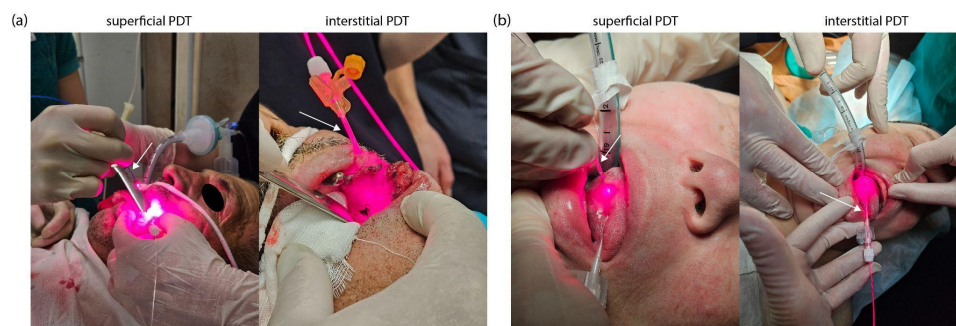 (a)
superficial PDT
interstitial PDT
(b)
superficial PDT
interstitial PDT